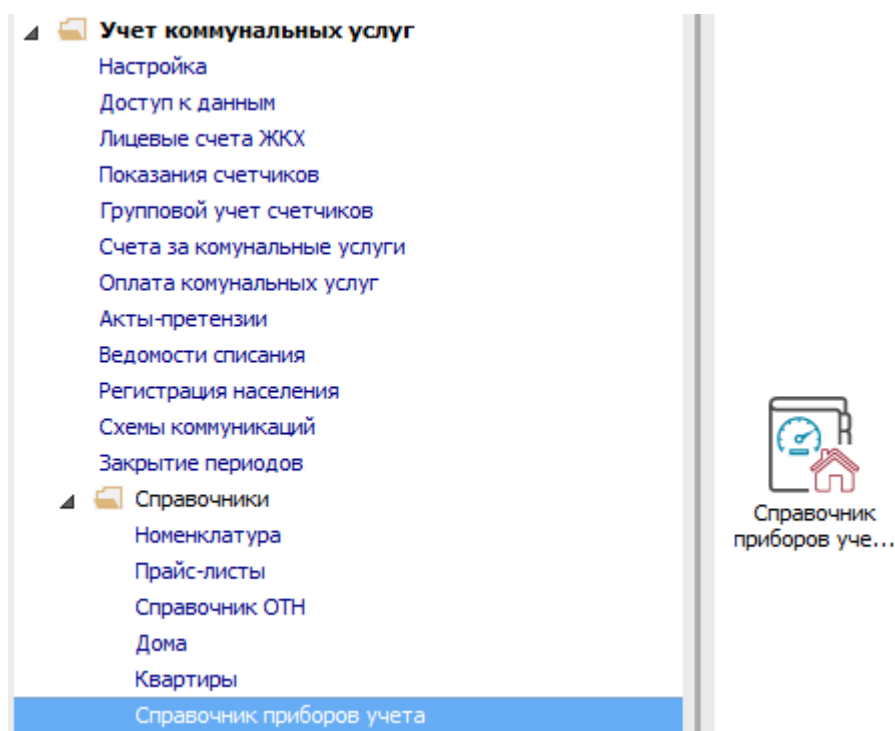 Учет коммунальных услуг
Настройка
Доступ к данным
Лицевые счета ЖКХ
Показания счетчиков
Групповой учет счетчиков
Счета за комунальные услуги
Оплата комунальных услуг
Акты-претензии
Ведомости списания
Регистрация населения
Схемы коммуникаций
Закрытие периодов
Справочники
Номенклатура
Прайс-листы
Справочник ОТН
Дома
Квартиры
Справочник приборов учета
Справочник
приборов уче...